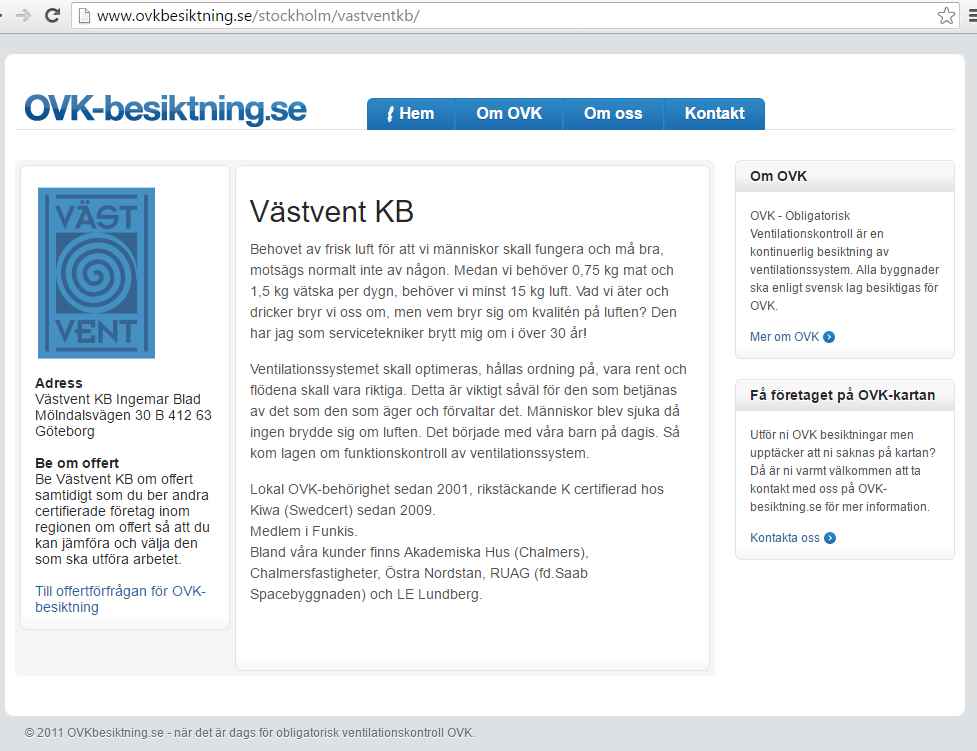 www.ovkbesiktning.se/stockholm/vastventkb/
OVK-besiktning.se
Hem
Om OVK
Om oss
Kontakt
VÄST
VENT
Adress
Västvent KB Ingemar Blad
Mölndalsvägen 30 B 412 63
Göteborg
Be om offert
Be Västvent KB om offert
samtidigt som du ber andra
certifierade företag inom
regionen om offert så att du
kan jämföra och välja den
som ska utföra arbetet.
Till offertförfrågan för OVK-
besiktning
Västvent KB
Behovet av frisk luft för att vi människor skall fungera och må bra,
motsägs normalt inte av någon. Medan vi behöver 0,75 kg mat och
1,5 kg vätska per dygn, behöver vi minst 15 kg luft. Vad vi äter och
dricker bryr vi oss om, men vem bryr sig om kvalitén på luften? Den
har jag som servicetekniker brytt mig om i över 30 år!
Ventilationssystemet skall optimeras, hållas ordning på, vara rent och
flödena skall vara riktiga. Detta är viktigt såväl för den som betjänas
av det som den som äger och förvaltar det. Människor blev sjuka då
ingen brydde sig om luften. Det började med våra barn på dagis. Så
kom lagen om funktionskontroll av ventilationssystem.
Lokal OVK-behörighet sedan 2001, rikstäckande K certifierad hos
Kiwa (Swedcert) sedan 2009.
Medlem i Funkis.
Bland våra kunder finns Akademiska Hus (Chalmers),
Chalmersfastigheter, Östra Nordstan, RUAG (fd.Saab
Spacebyggnaden) och LE Lundberg.
Om OVK
OVK - Obligatorisk
Ventilationskontroll är en
kontinuerlig besiktning av
ventilationssystem. Alla byggnader
ska enligt svensk lag besiktigas för
OVK.
Mer om OVK
Få företaget på OVK-kartan
Utför ni OVK besiktningar men
upptäcker att ni saknas på kartan?
Då är ni varmt välkommen att ta
kontakt med oss på OVK-
besiktning.se för mer information.
Kontakta oss
© 2011 OVKbesiktning.se - när det är dags för obligatorisk ventilationskontroll OVK.